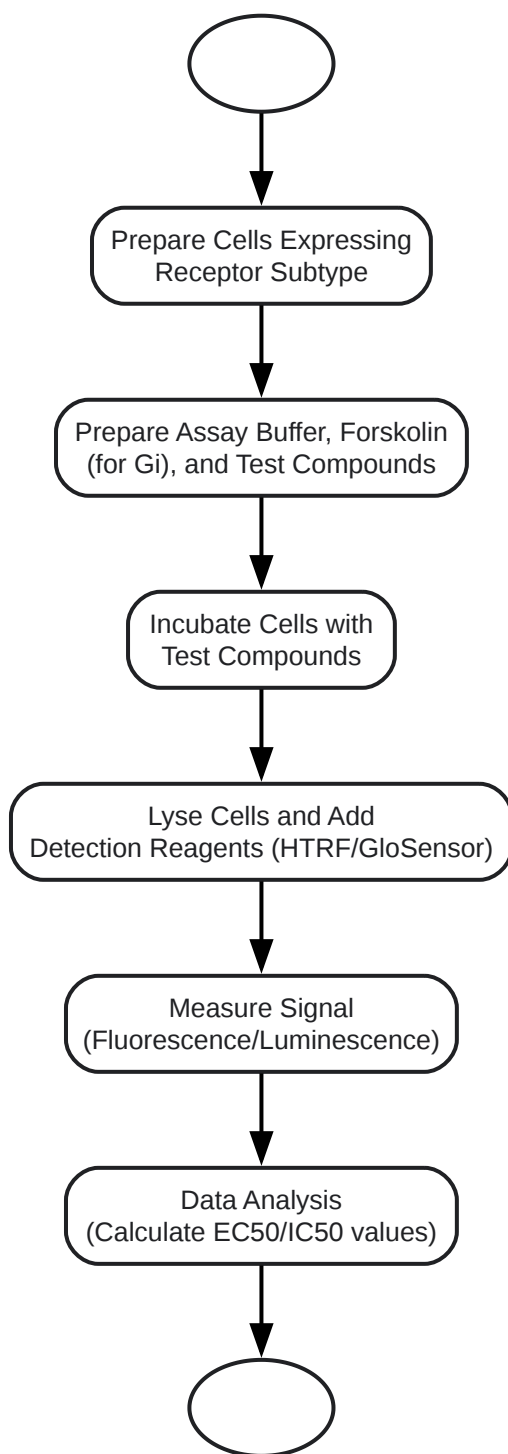 Prepare Cells Expressing
Receptor Subtype
Prepare Assay Buffer, Forskolin
(for Gi), and Test Compounds
Incubate Cells with
Test Compounds
Lyse Cells and Add
Detection Reagents (HTRF/GloSensor)
Measure Signal
(Fluorescence/Luminescence)
Data Analysis
(Calculate EC50/IC50 values)